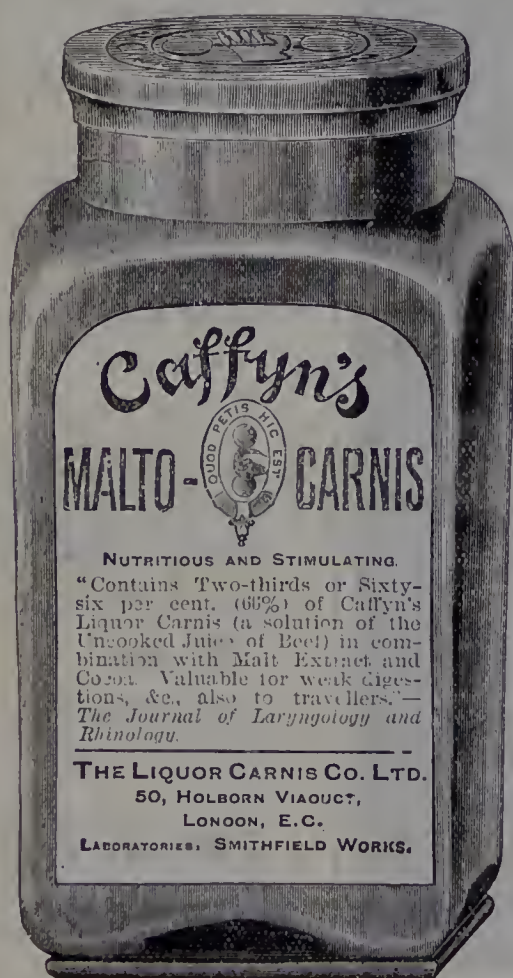 Caffyn's
MALTO-CARNIS
QUOD PETIS HIC EST
NUTRITIOUS AND STIMULATING.
"Contains Two-thirds or Sixty-
six per cent. (66%) of Caffyn's
Liquor Carnis (a solution of the
Uncooked Juice of Beef) in com-
bination with Malt Extract and
Cocoa. Valuable for weak diges-
tions, &c., also to travellers."—
The Journal of Laryngology and
Rhinology.
THE LIQUOR CARNIS CO. LTD.
50, HOLBORN VIADUCT,
LONDON, E.C.
LABORATORIES, SMITHFIELD WORKS.